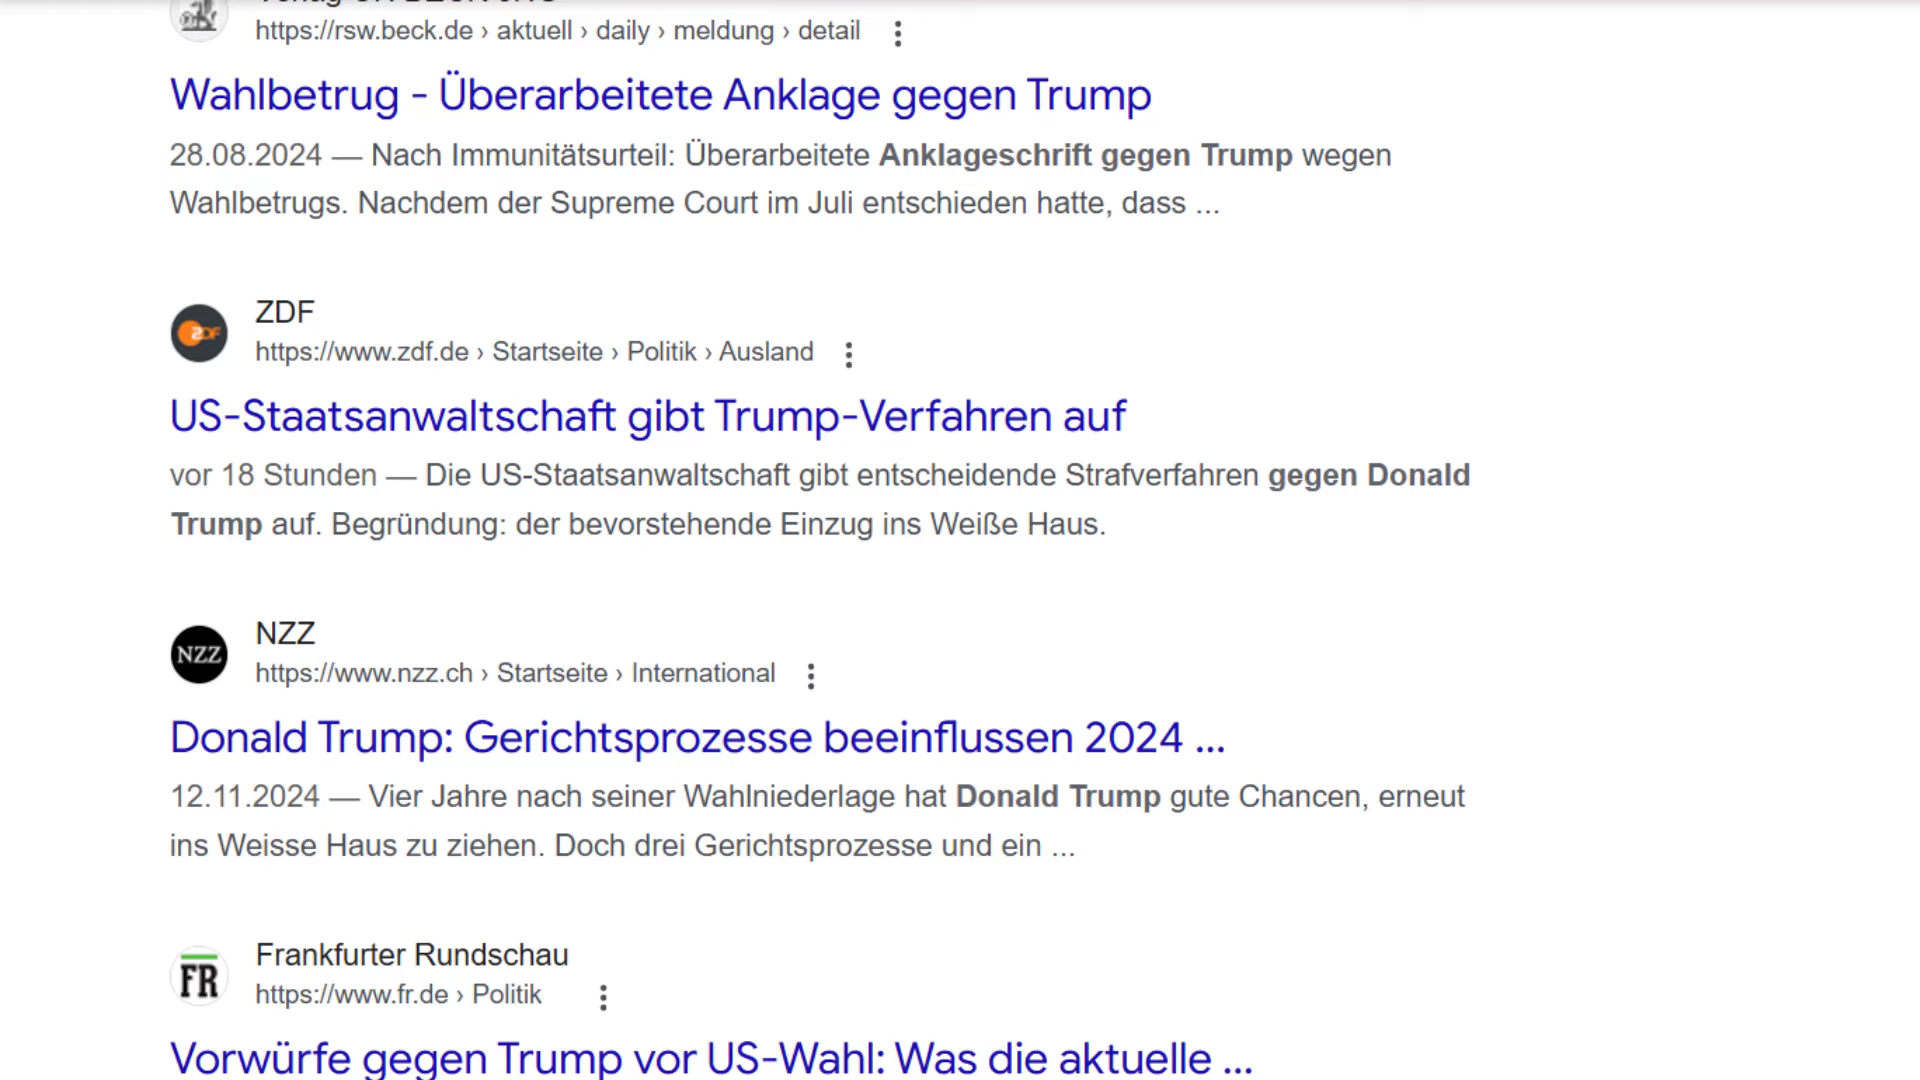 https://rsw.beck.de › aktuell › daily › meldung › detail
Wahlbetrug - Überarbeitete Anklage gegen Trump
28.08.2024 — Nach Immunitätsurteil: Überarbeitete Anklageschrift gegen Trump wegen
Wahlbetrugs. Nachdem der Supreme Court im Juli entschieden hatte, dass ...
ZDF
ZDF
https://www.zdf.de › Startseite › Politik › Ausland
US-Staatsanwaltschaft gibt Trump-Verfahren auf
vor 18 Stunden — Die US-Staatsanwaltschaft gibt entscheidende Strafverfahren gegen Donald
Trump auf. Begründung: der bevorstehende Einzug ins Weiße Haus.
NZZ
NZZ
https://www.nzz.ch › Startseite › International
Donald Trump: Gerichtsprozesse beeinflussen 2024 ...
12.11.2024 — Vier Jahre nach seiner Wahlniederlage hat Donald Trump gute Chancen, erneut
ins Weisse Haus zu ziehen. Doch drei Gerichtsprozesse und ein ...
FR
Frankfurter Rundschau
https://www.fr.de › Politik
Vorwürfe gegen Trump vor US-Wahl: Was die aktuelle ...